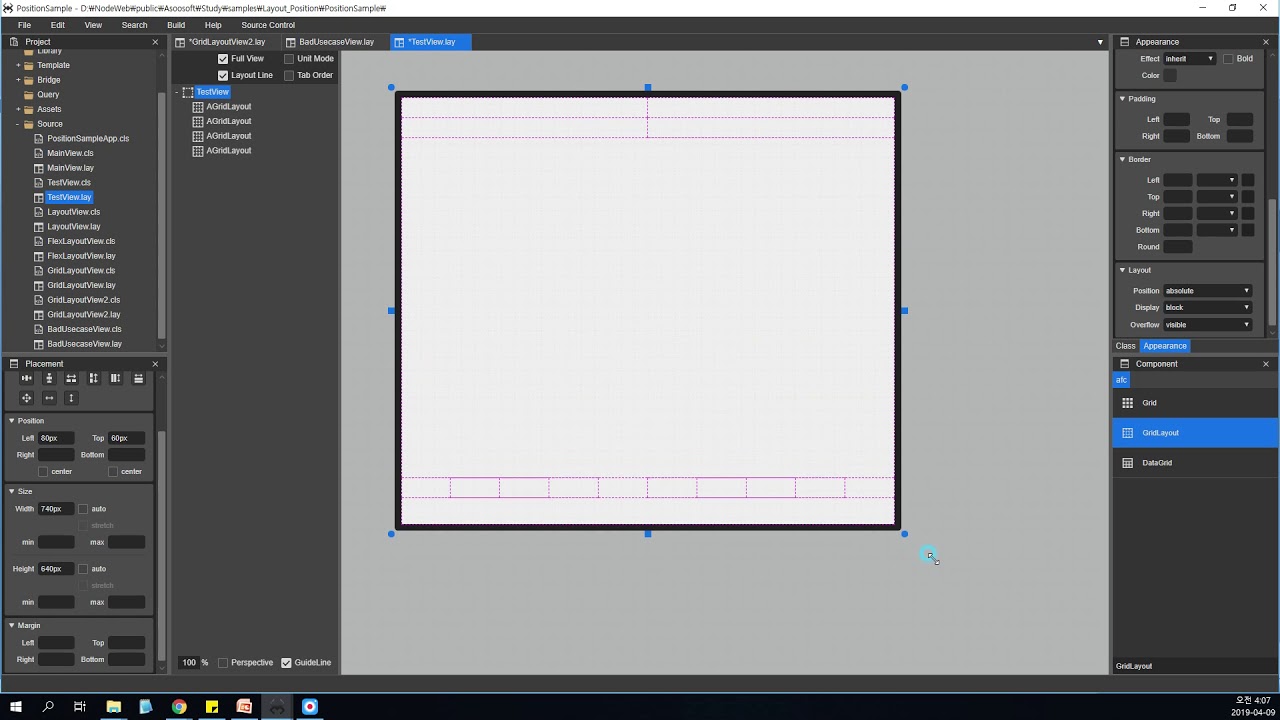 PositionSample - D:₩NodeWeb₩public₩Asoosoft₩Study₩samples₩Layout_Position₩PositionSample₩
File Edit View Search Build Help Source Control
Project
Library
Template
Bridge
Query
Assets
Source
PositionSampleApp.cls
MainView.cls
MainView.lay
TestView.cls
TestView.lay
LayoutView.cls
LayoutView.lay
FlexLayoutView.cls
FlexLayoutView.lay
GridLayoutView.cls
GridLayoutView.lay
GridLayoutView2.cls
GridLayoutView2.lay
BadUsecaseView.cls
BadUsecaseView.lay
Placement
Position
Left 80px Top 60px
Right Bottom
center center
Size
Width 740px auto
stretch
min max
Height 640px auto
stretch
min max
Margin
Left Top
Right Bottom
*GridLayoutView2.lay BadUsecaseView.lay *TestView.lay
Full View Unit Mode
Layout Line Tab Order
TestView
AGridLayout
AGridLayout
AGridLayout
AGridLayout
100 % Perspective GuideLine
Appearance
Effect inherit Bold
Color
Padding
Left Top
Right Bottom
Border
Left
Top
Right
Bottom
Round
Layout
Position absolute
Display block
Overflow visible
Class Appearance
Component
afc
Grid
GridLayout
DataGrid
GridLayout
오전 4:07
2019-04-09